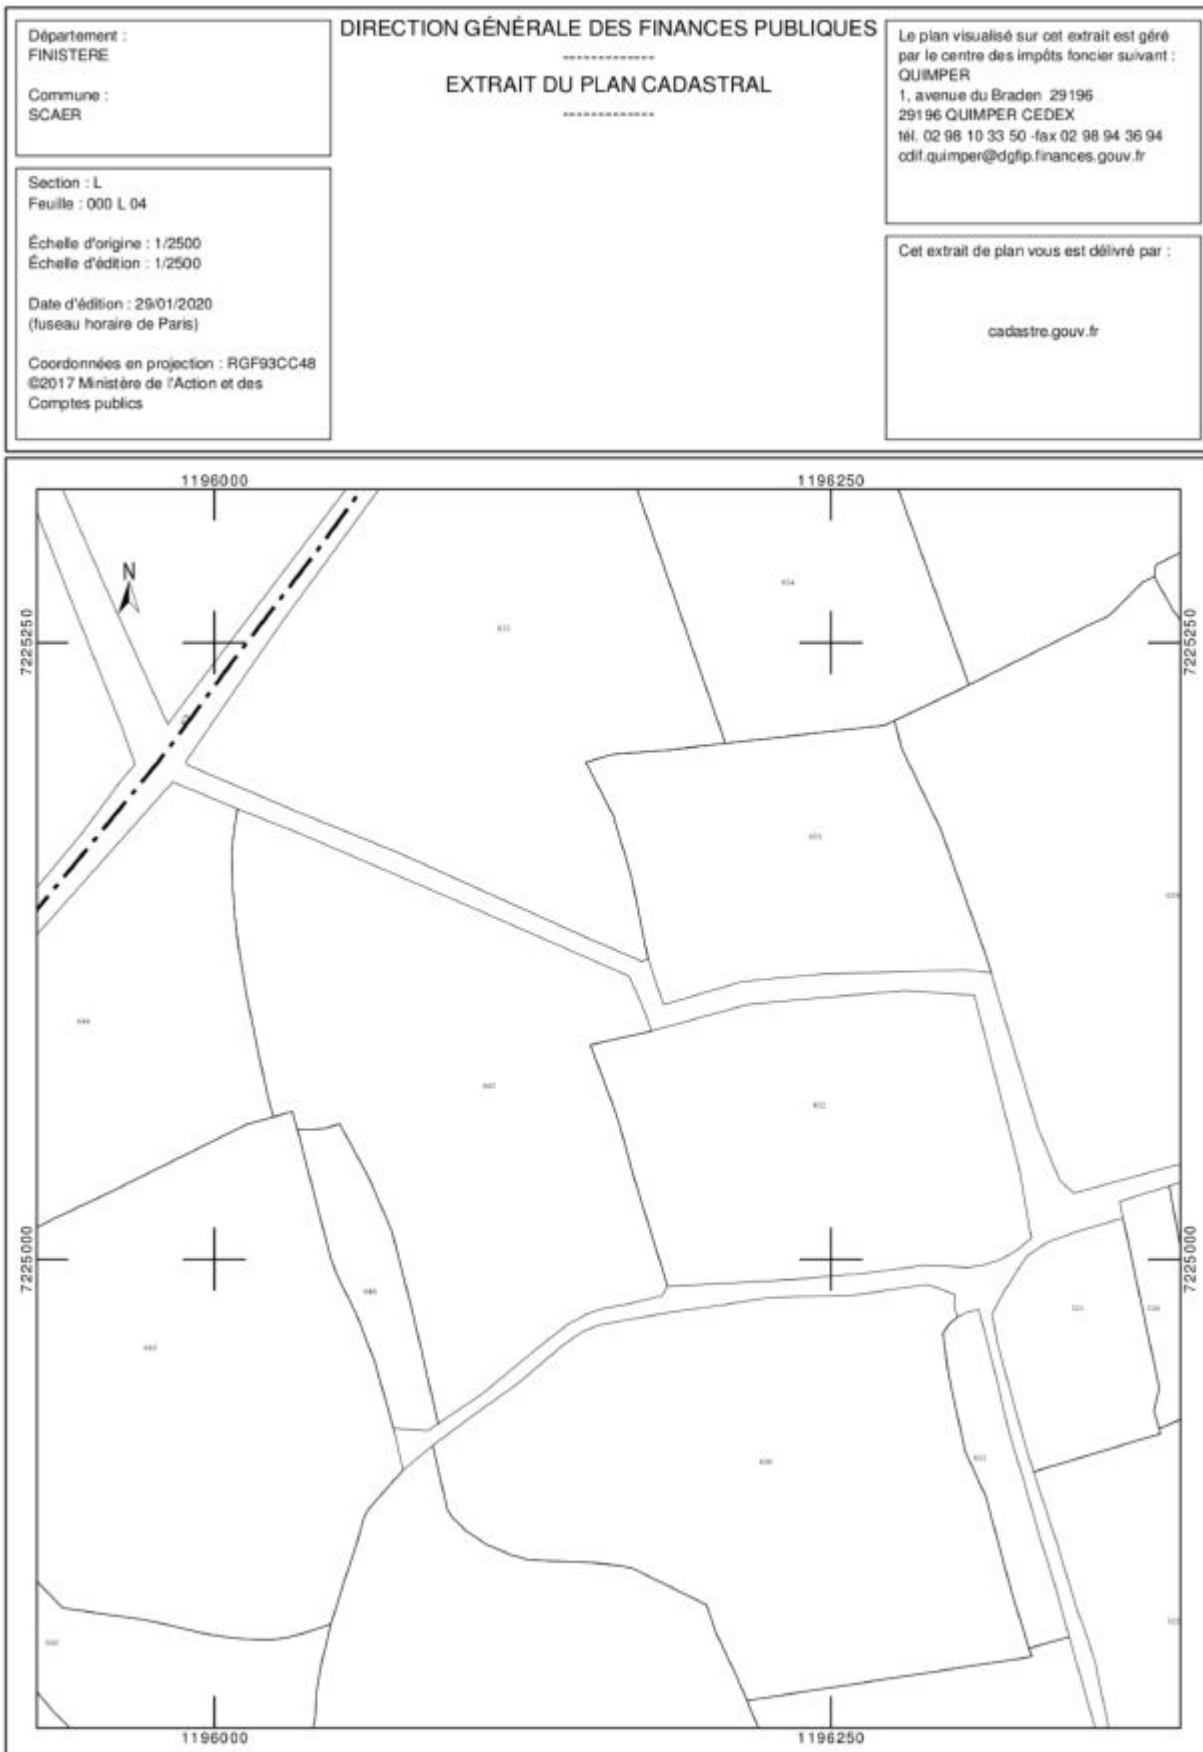 Département :
FINISTERE
Commune :
SCAER
Section : L
Feuille : 000 L 04
Échelle d'origine : 1/2500
Échelle d'édition : 1/2500
Date d'édition : 29/01/2020
(fuseau horaire de Paris)
Coordonnées en projection : RGF93CC48
©2017 Ministère de l'Action et des
Comptes publics
DIRECTION GÉNÉRALE DES FINANCES PUBLIQUES
-------------
EXTRAIT DU PLAN CADASTRAL
-------------
Le plan visualisé sur cet extrait est géré
par le centre des impôts foncier suivant :
QUIMPER
1, avenue du Braden 29196
29196 QUIMPER CEDEX
tél. 02 98 10 33 50 -fax 02 98 94 36 94
cdif.quimper@dgfip.finances.gouv.fr
Cet extrait de plan vous est délivré par :
cadastre.gouv.fr
1196000
1196250
N
7225250
7225250
7225000
7225000
1196000
1196250